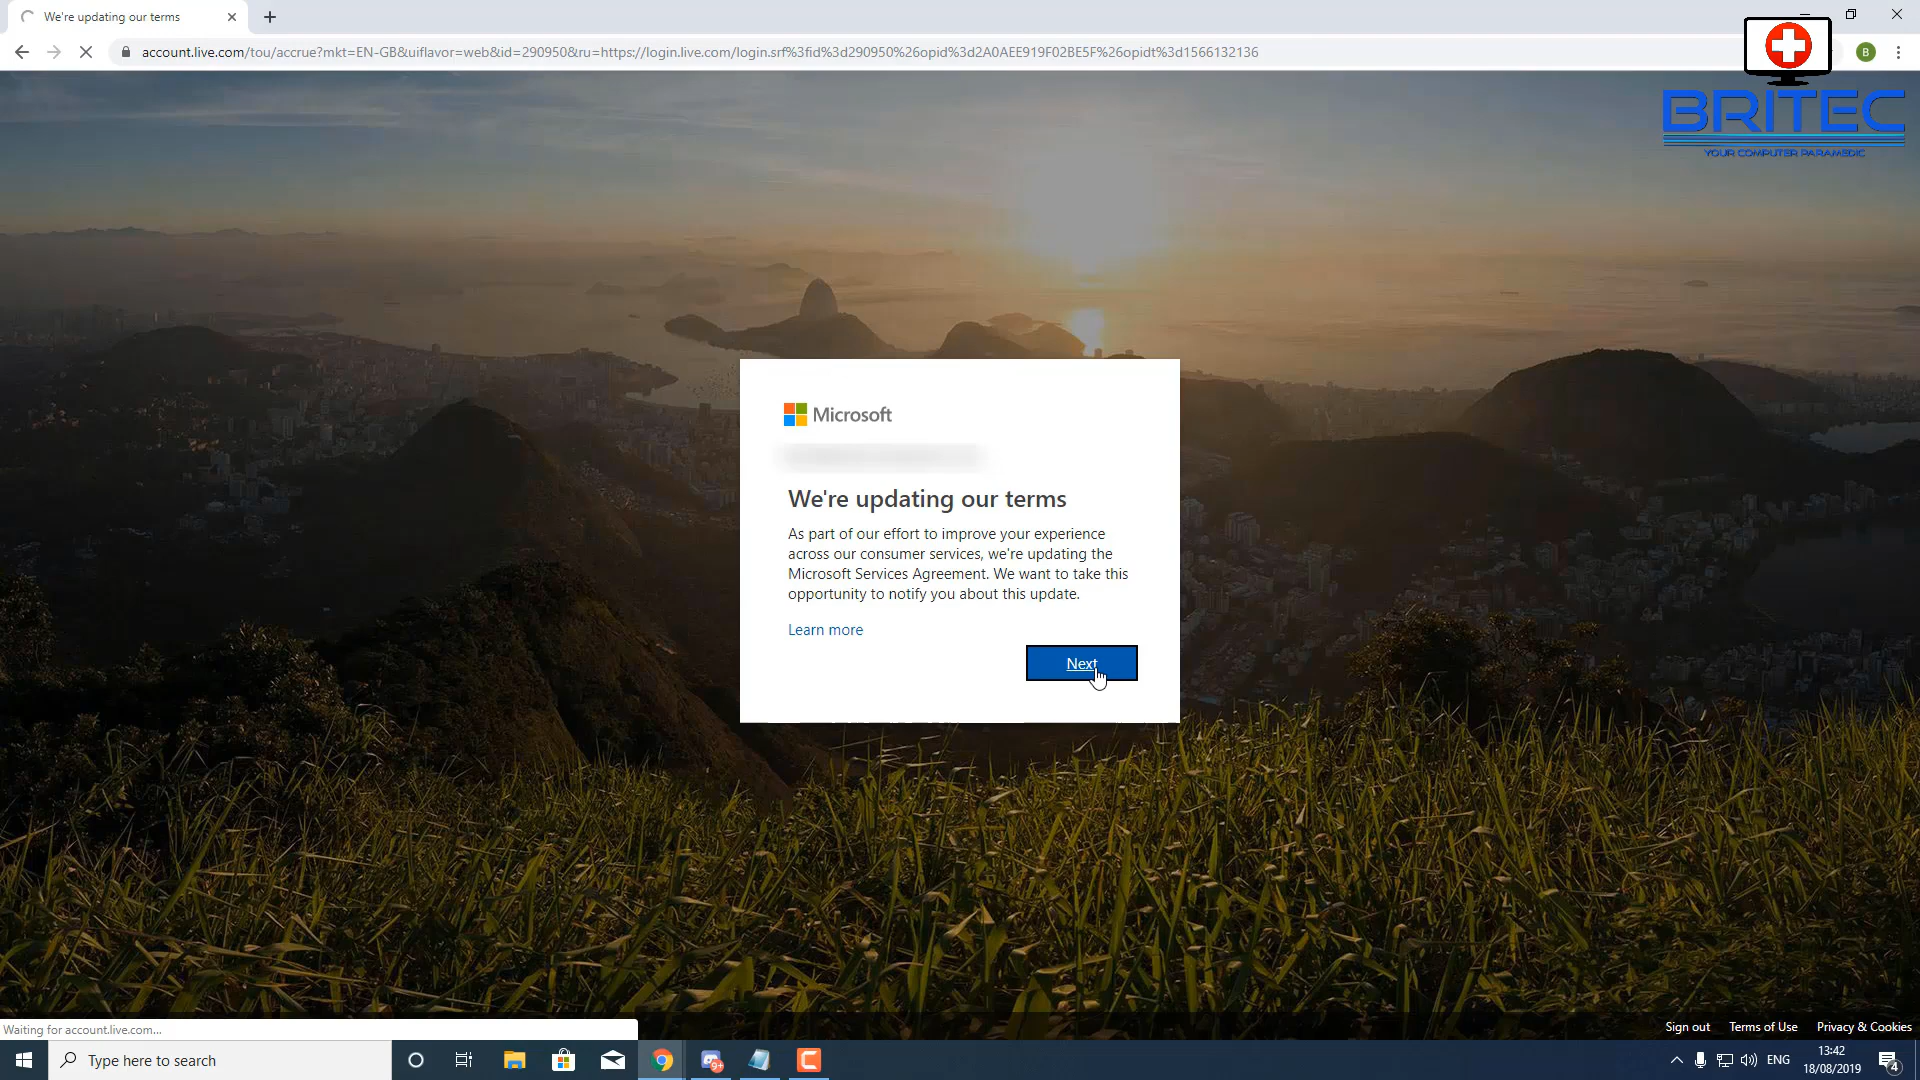 We're updating our terms
account.live.com/tou/accrue?mkt=EN-GB&uiflavor=web&id=290950&ru=https://login.live.com/login.srf%3fid%3d290950%26opid%3d2A0AEE919F02BE5F%26opidt%3d1566132136
B
BRITEC
YOUR COMPUTER PARAMEDIC
Microsoft
We're updating our terms
As part of our effort to improve your experience
across our consumer services, we're updating the
Microsoft Services Agreement. We want to take this
opportunity to notify you about this update.
Learn more
Next
Waiting for account.live.com...
Sign out Terms of Use Privacy & Cookies
Type here to search
9+
ENG
13:42
18/08/2019
4